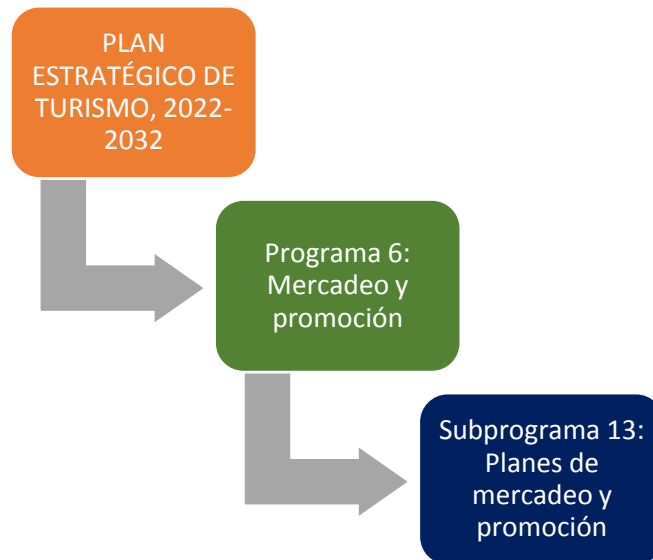 PLAN
ESTRATÉGICO DE
TURISMO, 2022-
2032
Programa 6:
Mercadeo y
promoción
Subprograma 13:
Planes de
mercadeo y
promoción